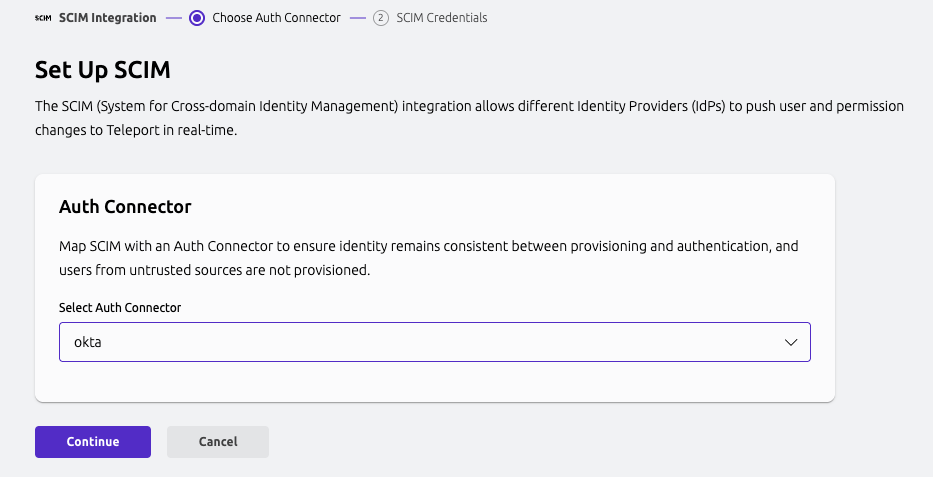 SCIM SCIM Integration Choose Auth Connector 2 SCIM Credentials
Set Up SCIM
The SCIM (System for Cross-domain Identity Management) integration allows different Identity Providers (IdPs) to push user and permission
changes to Teleport in real-time.
Auth Connector
Map SCIM with an Auth Connector to ensure identity remains consistent between provisioning and authentication, and
users from untrusted sources are not provisioned.
Select Auth Connector
okta
Continue Cancel